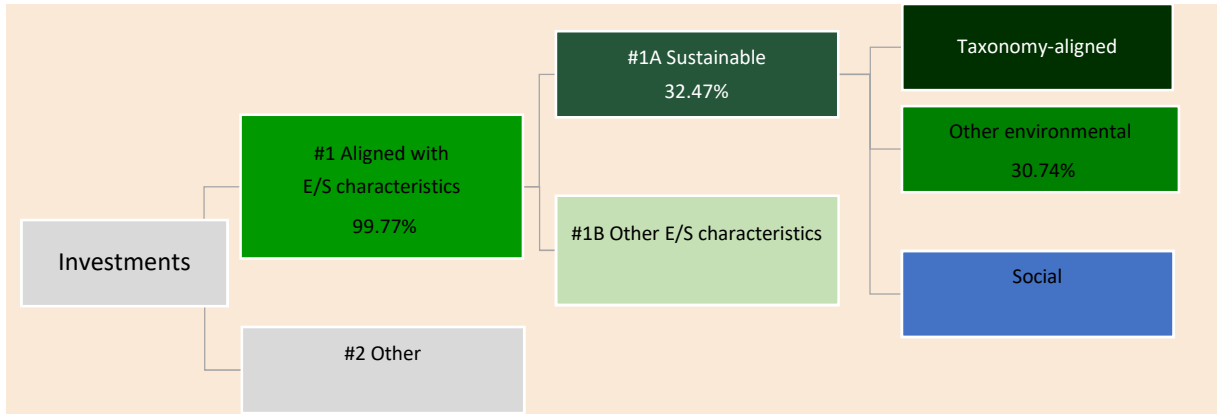 Investments
#1 Aligned with
E/S characteristics
99.77%
#2 Other
#1A Sustainable
32.47%
#1B Other E/S characteristics
Taxonomy-aligned
Other environmental
30.74%
Social